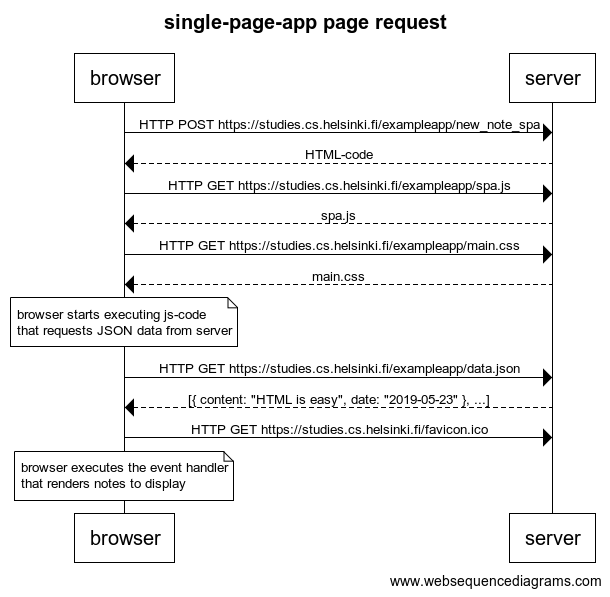 single-page-app page request
browser
server
HTTP POST https://studies.cs.helsinki.fi/exampleapp/new_note_spa
HTML-code
HTTP GET https://studies.cs.helsinki.fi/exampleapp/spa.js
spa.js
HTTP GET https://studies.cs.helsinki.fi/exampleapp/main.css
main.css
browser starts executing js-code
that requests JSON data from server
HTTP GET https://studies.cs.helsinki.fi/exampleapp/data.json
[{ content: "HTML is easy", date: "2019-05-23" }, ...]
HTTP GET https://studies.cs.helsinki.fi/favicon.ico
browser executes the event handler
that renders notes to display
browser
server
www.websequencediagrams.com